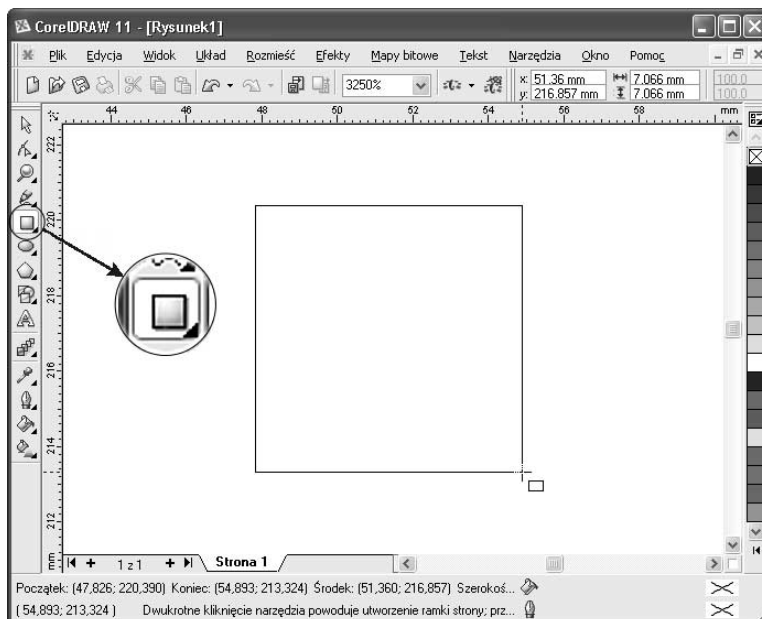 CorelDRAW 11 - [Rysunek1]
Plik Edycja Widok Układ Rozmieść Efekty Mapy bitowe Tekst Narzędzia Okno Pomoc
3250% x: 51.36 mm 7.066 mm 100.0
y: 216.857 mm 7.066 mm 100.0
44 46 48 50 52 54 56 58 mm
222
220
218
216
214
212
mm
1 z 1 Strona 1
Początek: (47,826; 220,390) Koniec: (54,893; 213,324) Środek: (51,360; 216,857) Szerokoś...
( 54,893; 213,324 ) Dwukrotne kliknięcie narzędzia powoduje utworzenie ramki strony; prz...